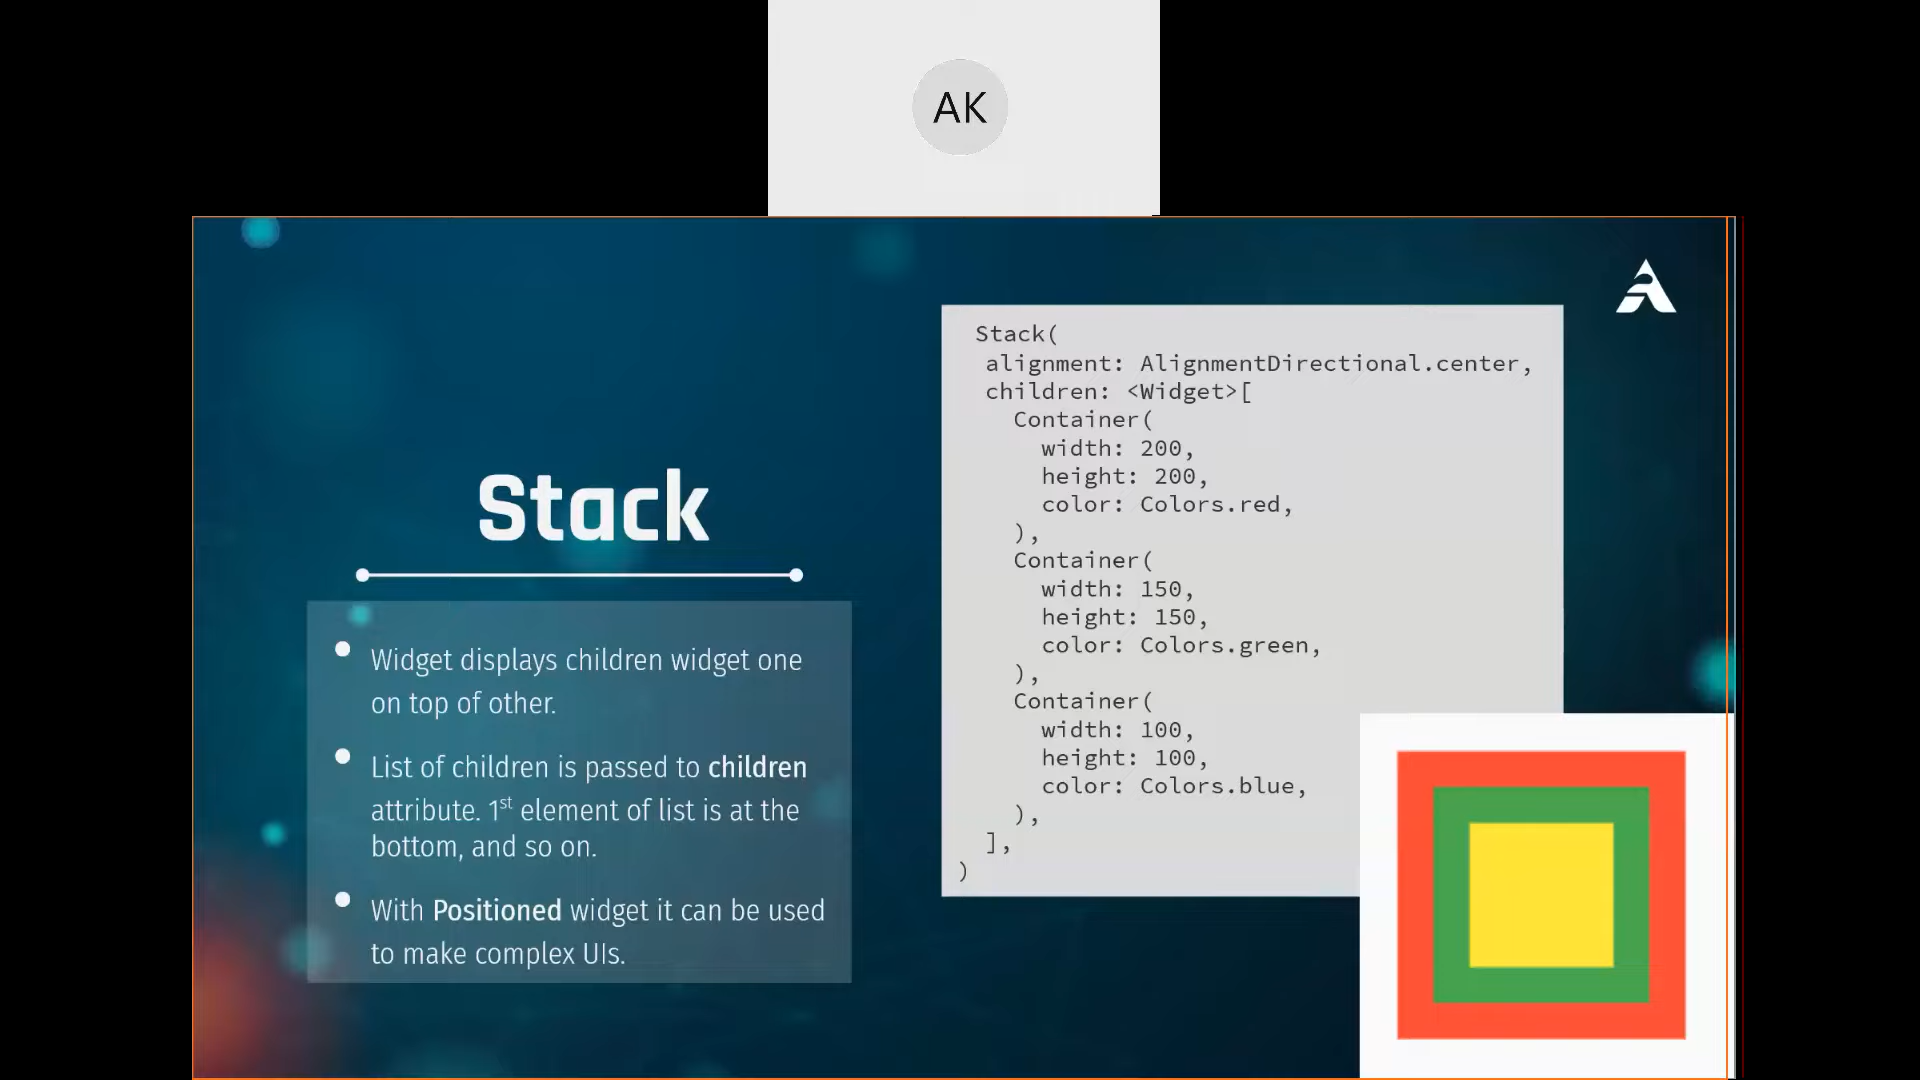 AK
Stack
Widget displays children widget one
on top of other.
List of children is passed to children
attribute. 1st element of list is at the
bottom, and so on.
With Positioned widget it can be used
to make complex UIs.
Stack(
alignment: AlignmentDirectional.center,
children: <Widget>[
Container(
width: 200,
height: 200,
color: Colors.red,
),
Container(
width: 150,
height: 150,
color: Colors.green,
),
Container(
width: 100,
height: 100,
color: Colors.blue,
),
],
)